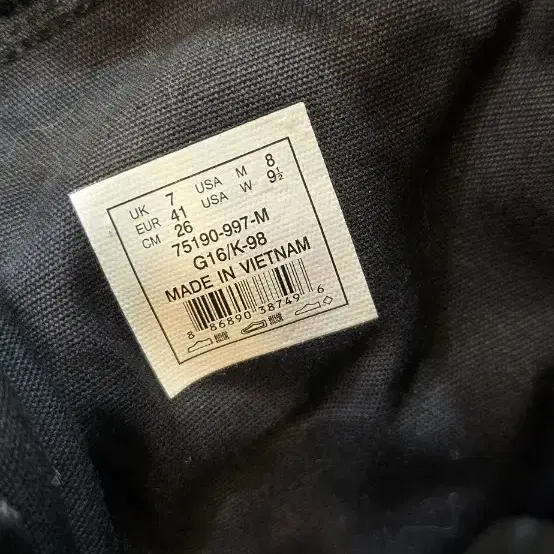 UK 7 USA M 8
EUR 41 USA W 9½
CM 26
75190-997-M
G16/K-98
MADE IN VIETNAM
8 86890 38749 6